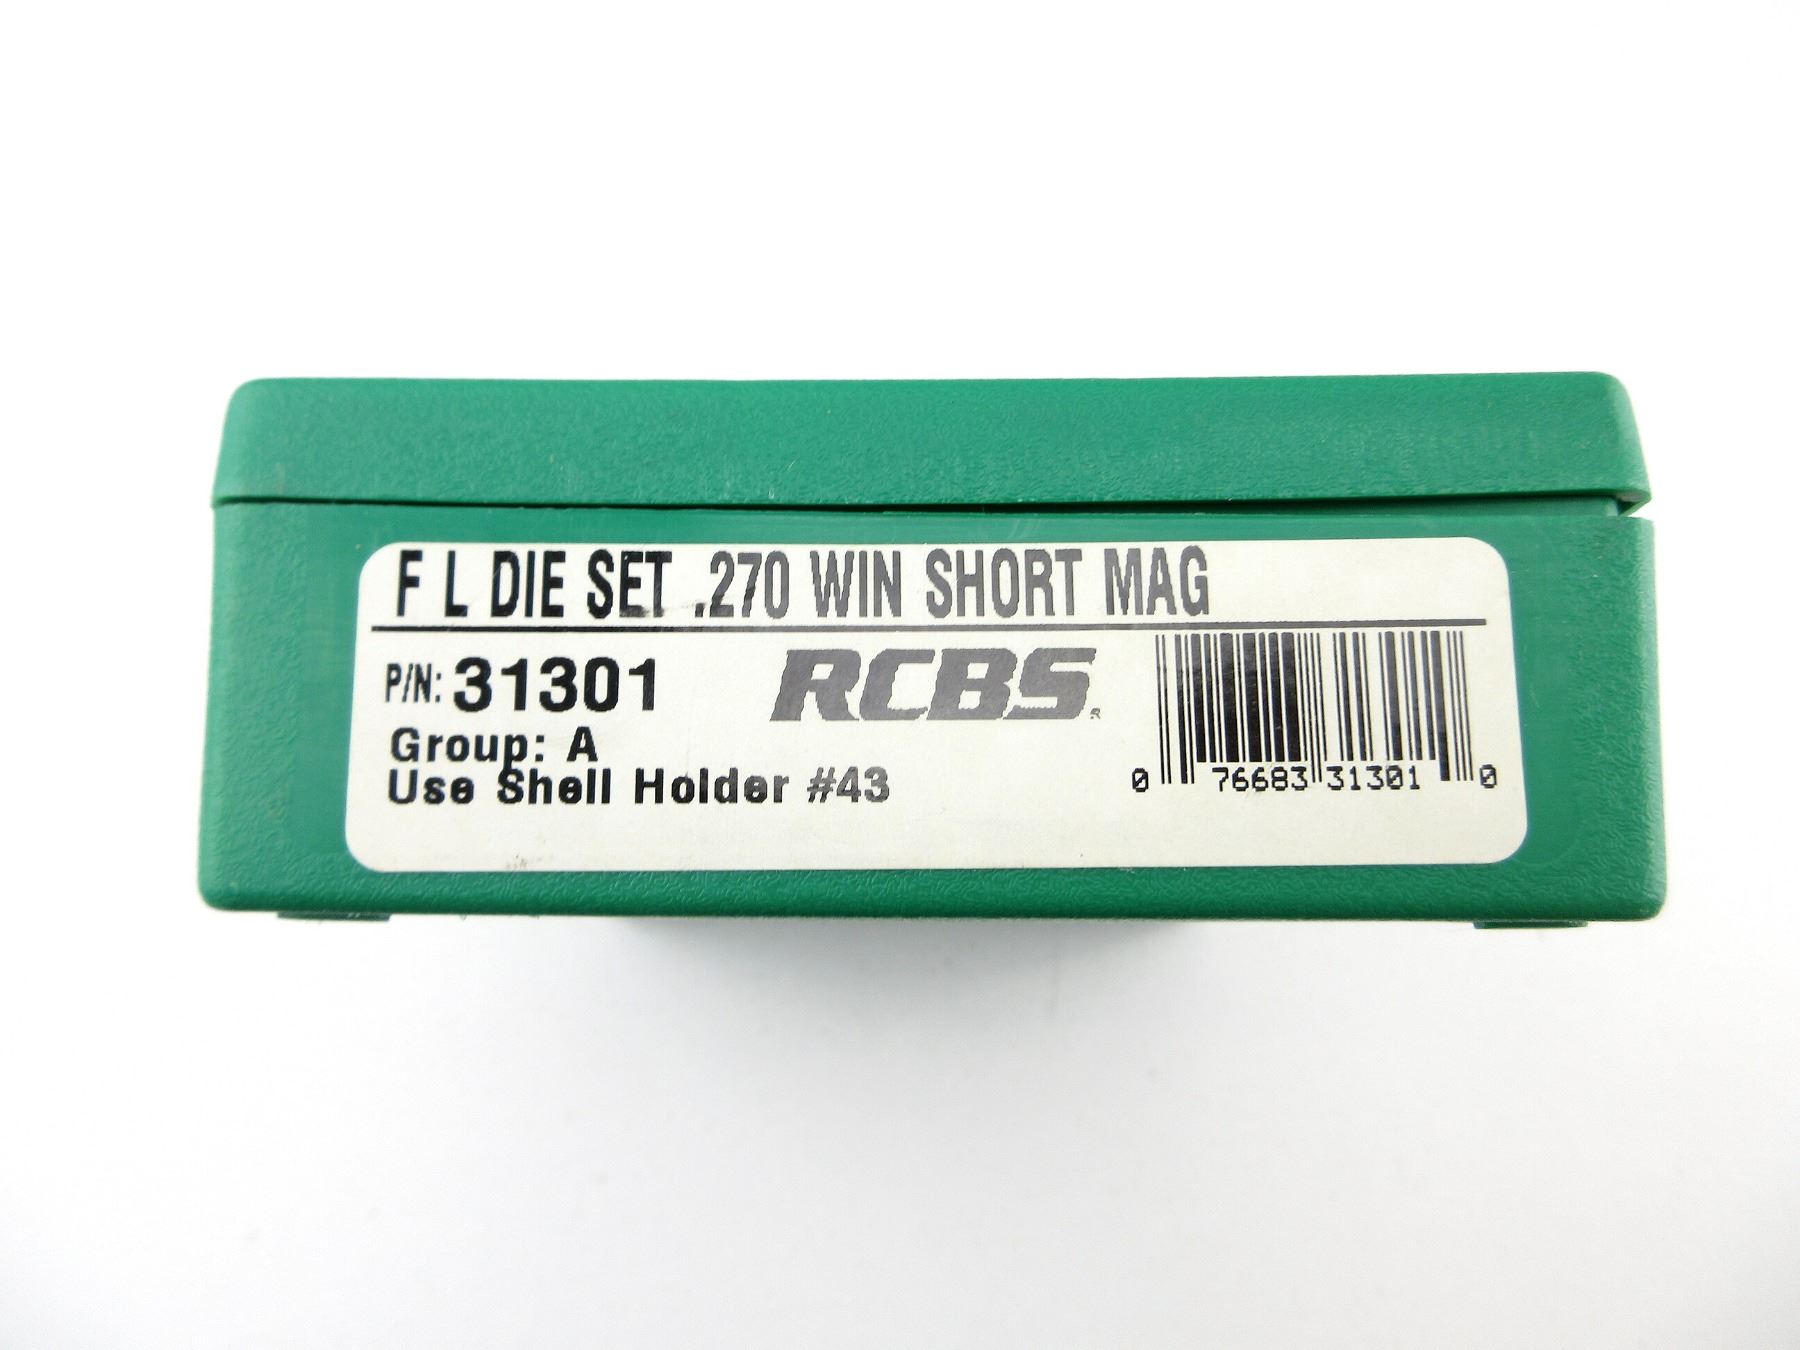 F L DIE SET .270 WIN SHORT MAG
P/N: 31301
RCBS®
Group: A
Use Shell Holder #43
0 76683 31301 0